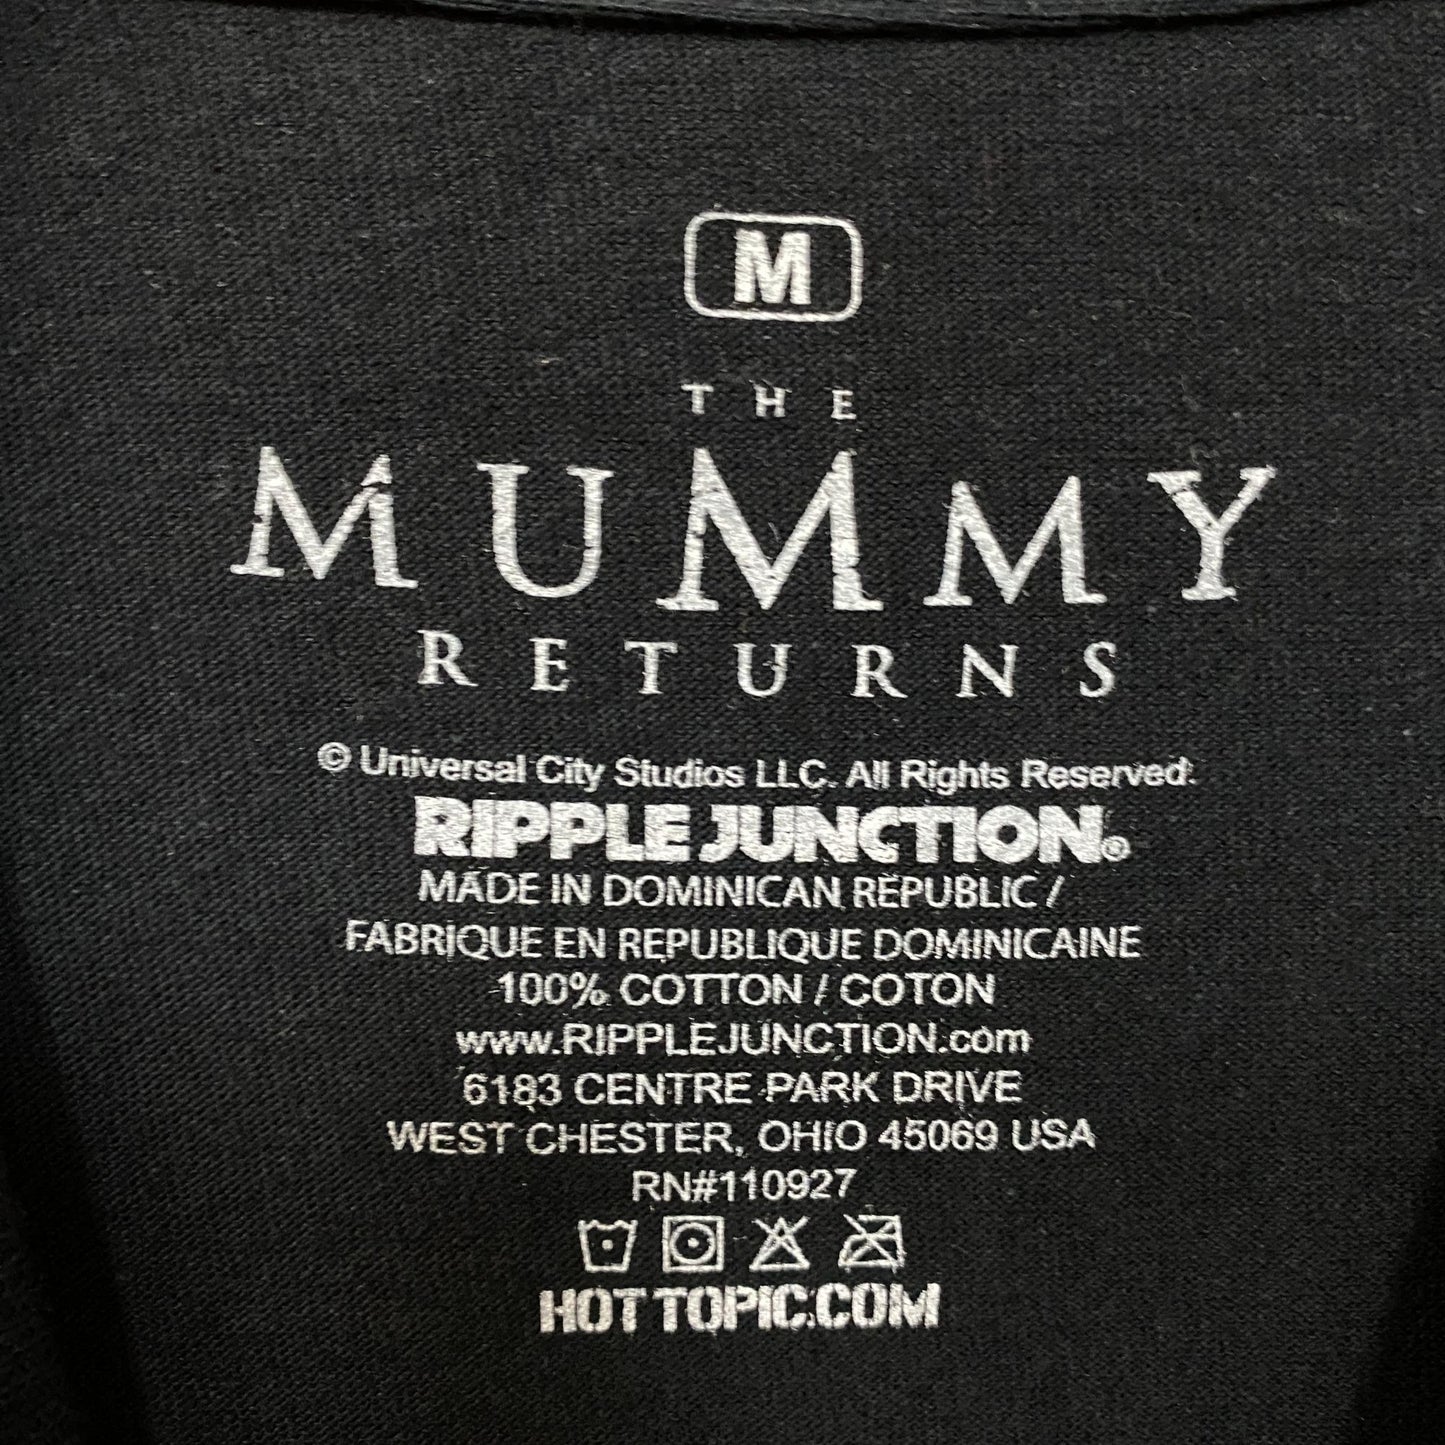 M
THE
MUMMY
RETURNS
© Universal City Studios LLC. All Rights Reserved.
RIPPLE JUNCTION®
MADE IN DOMINICAN REPUBLIC /
FABRIQUE EN REPUBLIQUE DOMINICAINE
100% COTTON / COTON
www.RIPPLEJUNCTION.com
6183 CENTRE PARK DRIVE
WEST CHESTER, OHIO 45069 USA
RN#110927
HOTTOPIC.COM